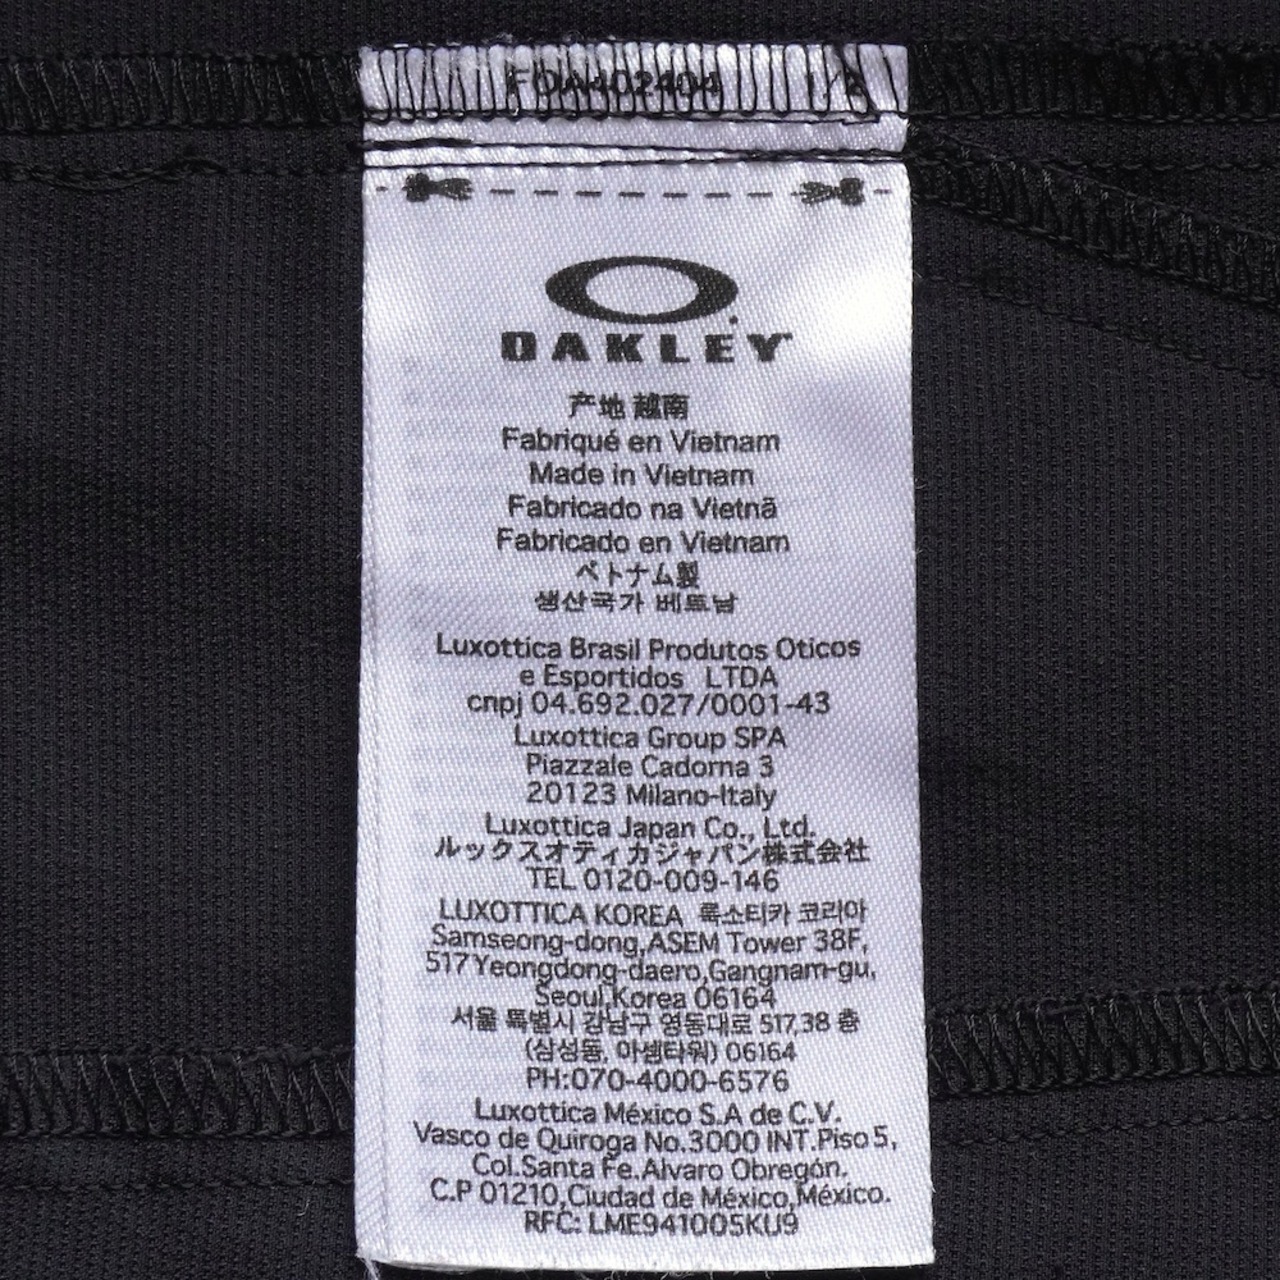 FOA402404 1/2
OAKLEY
产地 越南
Fabriqué en Vietnam
Made in Vietnam
Fabricado na Vietnã
Fabricado en Vietnam
ベトナム製
생산국가 베트남
Luxottica Brasil Produtos Oticos
e Esportidos LTDA
cnpj 04.692.027/0001-43
Luxottica Group SPA
Piazzale Cadorna 3
20123 Milano-Italy
Luxottica Japan Co., Ltd.
ルックスオティカジャパン株式会社
TEL 0120-009-146
LUXOTTICA KOREA 룩소티카 코리아
Samseong-dong,ASEM Tower 38F,
517 Yeongdong-daero,Gangnam-gu,
Seoul,Korea 06164
서울 특별시 강남구 영동대로 517,38 층
(삼성동, 아셈타워) 06164
PH:070-4000-6576
Luxottica México S.A de C.V.
Vasco de Quiroga No.3000 INT.Piso 5,
Col.Santa Fe.Alvaro Obregón.
C.P 01210,Ciudad de México,México.
RFC: LME941005KU9